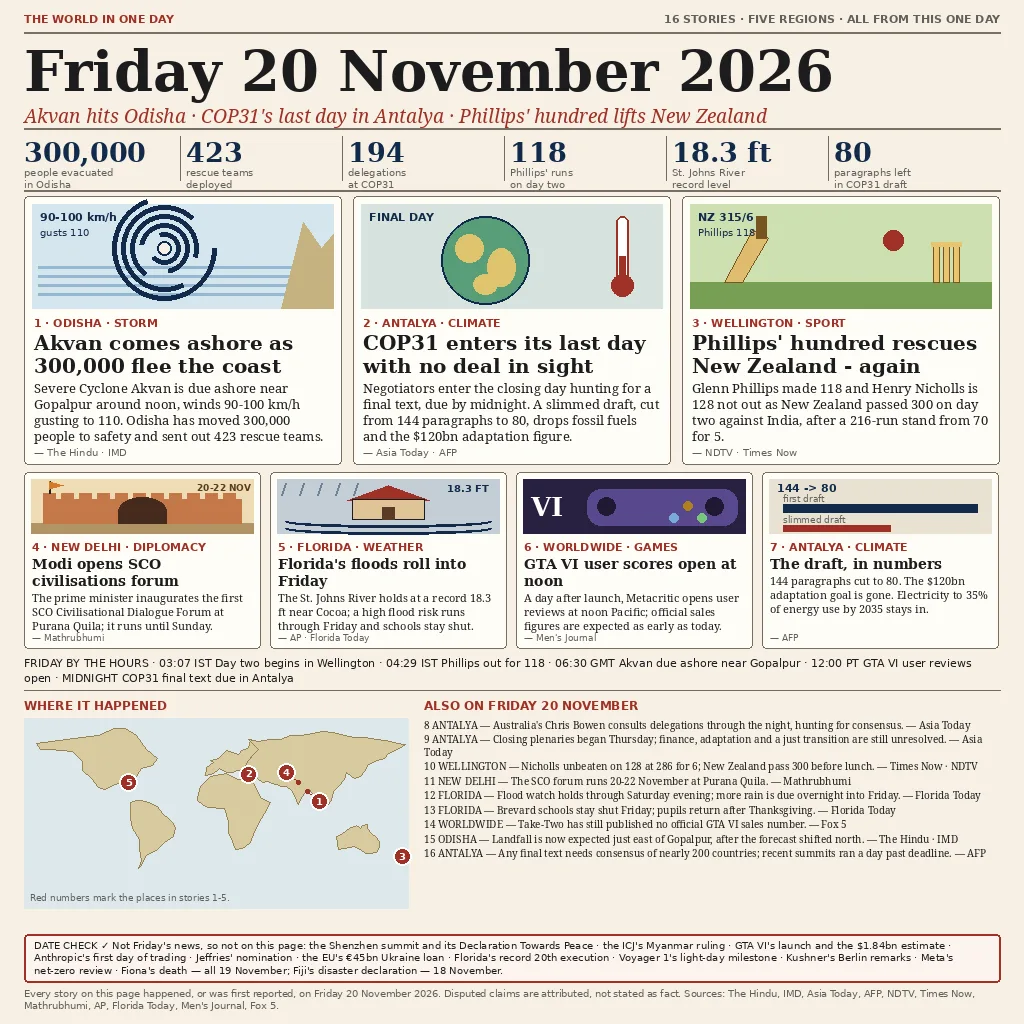 THE WORLD IN ONE DAY
16 STORIES · FIVE REGIONS · ALL FROM THIS ONE DAY
Friday 20 November 2026
Akvan hits Odisha · COP31's last day in Antalya · Phillips' hundred lifts New Zealand
300,000
people evacuated
in Odisha
423
rescue teams
deployed
194
delegations
at COP31
118
Phillips' runs
on day two
18.3 ft
St. Johns River
record level
80
paragraphs left
in COP31 draft
90-100 km/h
gusts 110
1 · ODISHA · STORM
Akvan comes ashore as
300,000 flee the coast
Severe Cyclone Akvan is due ashore near
Gopalpur around noon, winds 90-100 km/h
gusting to 110. Odisha has moved 300,000
people to safety and sent out 423 rescue teams.
— The Hindu · IMD
FINAL DAY
2 · ANTALYA · CLIMATE
COP31 enters its last day
with no deal in sight
Negotiators enter the closing day hunting for a
final text, due by midnight. A slimmed draft, cut
from 144 paragraphs to 80, drops fossil fuels
and the $120bn adaptation figure.
— Asia Today · AFP
NZ 315/6
Phillips 118
3 · WELLINGTON · SPORT
Phillips' hundred rescues
New Zealand - again
Glenn Phillips made 118 and Henry Nicholls is
128 not out as New Zealand passed 300 on day
two against India, after a 216-run stand from 70
for 5.
— NDTV · Times Now
20-22 NOV
4 · NEW DELHI · DIPLOMACY
Modi opens SCO
civilisations forum
The prime minister inaugurates the first
SCO Civilisational Dialogue Forum at
Purana Quila; it runs until Sunday.
— Mathrubhumi
18.3 FT
5 · FLORIDA · WEATHER
Florida's floods roll into
Friday
The St. Johns River holds at a record 18.3
ft near Cocoa; a high flood risk runs
through Friday and schools stay shut.
— AP · Florida Today
VI
6 · WORLDWIDE · GAMES
GTA VI user scores open at
noon
A day after launch, Metacritic opens user
reviews at noon Pacific; official sales
figures are expected as early as today.
— Men's Journal
144 -> 80
first draft
slimmed draft
7 · ANTALYA · CLIMATE
The draft, in numbers
144 paragraphs cut to 80. The $120bn
adaptation goal is gone. Electricity to 35%
of energy use by 2035 stays in.
— AFP
FRIDAY BY THE HOURS · 03:07 IST Day two begins in Wellington · 04:29 IST Phillips out for 118 · 06:30 GMT Akvan due ashore near Gopalpur · 12:00 PT GTA VI user reviews
open · MIDNIGHT COP31 final text due in Antalya
WHERE IT HAPPENED
5
2
4
1
3
Red numbers mark the places in stories 1-5.
ALSO ON FRIDAY 20 NOVEMBER
8 ANTALYA — Australia's Chris Bowen consults delegations through the night, hunting for consensus. — Asia Today
9 ANTALYA — Closing plenaries began Thursday; finance, adaptation and a just transition are still unresolved. — Asia
Today
10 WELLINGTON — Nicholls unbeaten on 128 at 286 for 6; New Zealand pass 300 before lunch. — Times Now · NDTV
11 NEW DELHI — The SCO forum runs 20-22 November at Purana Quila. — Mathrubhumi
12 FLORIDA — Flood watch holds through Saturday evening; more rain is due overnight into Friday. — Florida Today
13 FLORIDA — Brevard schools stay shut Friday; pupils return after Thanksgiving. — Florida Today
14 WORLDWIDE — Take-Two has still published no official GTA VI sales number. — Fox 5
15 ODISHA — Landfall is now expected just east of Gopalpur, after the forecast shifted north. — The Hindu · IMD
16 ANTALYA — Any final text needs consensus of nearly 200 countries; recent summits ran a day past deadline. — AFP
DATE CHECK ✓ Not Friday's news, so not on this page: the Shenzhen summit and its Declaration Towards Peace · the ICJ's Myanmar ruling · GTA VI's launch and the $1.84bn estimate ·
Anthropic's first day of trading · Jeffries' nomination · the EU's €45bn Ukraine loan · Florida's record 20th execution · Voyager 1's light-day milestone · Kushner's Berlin remarks · Meta's
net-zero review · Fiona's death — all 19 November; Fiji's disaster declaration — 18 November.
Every story on this page happened, or was first reported, on Friday 20 November 2026. Disputed claims are attributed, not stated as fact. Sources: The Hindu, IMD, Asia Today, AFP, NDTV, Times Now,
Mathrubhumi, AP, Florida Today, Men's Journal, Fox 5.